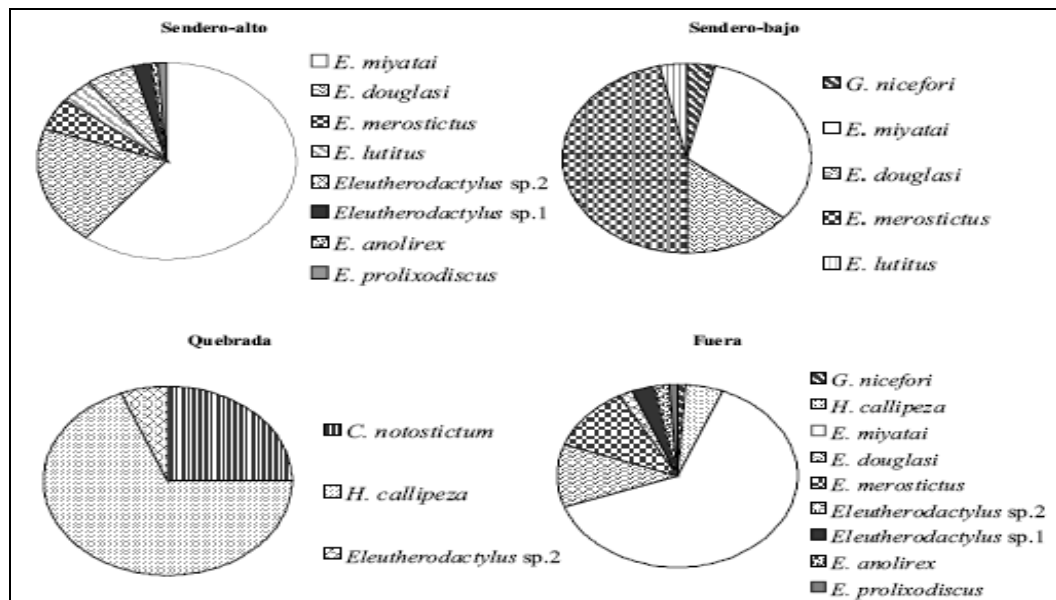 Sendero-alto
E. miyatai
E. douglasi
E. merostictus
E. lutitus
Eleutherodactylus sp.2
Eleutherodactylus sp.1
E. anolirex
E. prolixodiscus
Sendero-bajo
G. nicefori
E. miyatai
E. douglasi
E. merostictus
E. lutitus
Quebrada
C. notostictum
H. callipeza
Eleutherodactylus sp.2
Fuera
G. nicefori
H. callipeza
E. miyatai
E. douglasi
E. merostictus
Eleutherodactylus sp.2
Eleutherodactylus sp.1
E. anolirex
E. prolixodiscus